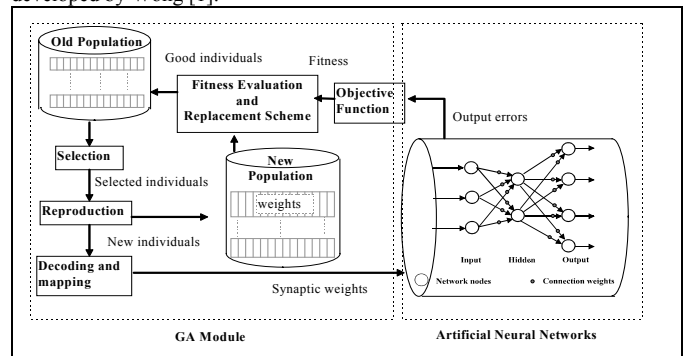 developed by Wong [1].
Old Population
Good individuals
Fitness
Fitness Evaluation
and
Replacement Scheme
Objective
Function
Output errors
Selection
Selected individuals
New
Population
weights
Reproduction
New individuals
Decoding and
mapping
Synaptic weights
Input Hidden Output
Network nodes Connection weights
GA Module
Artificial Neural Networks